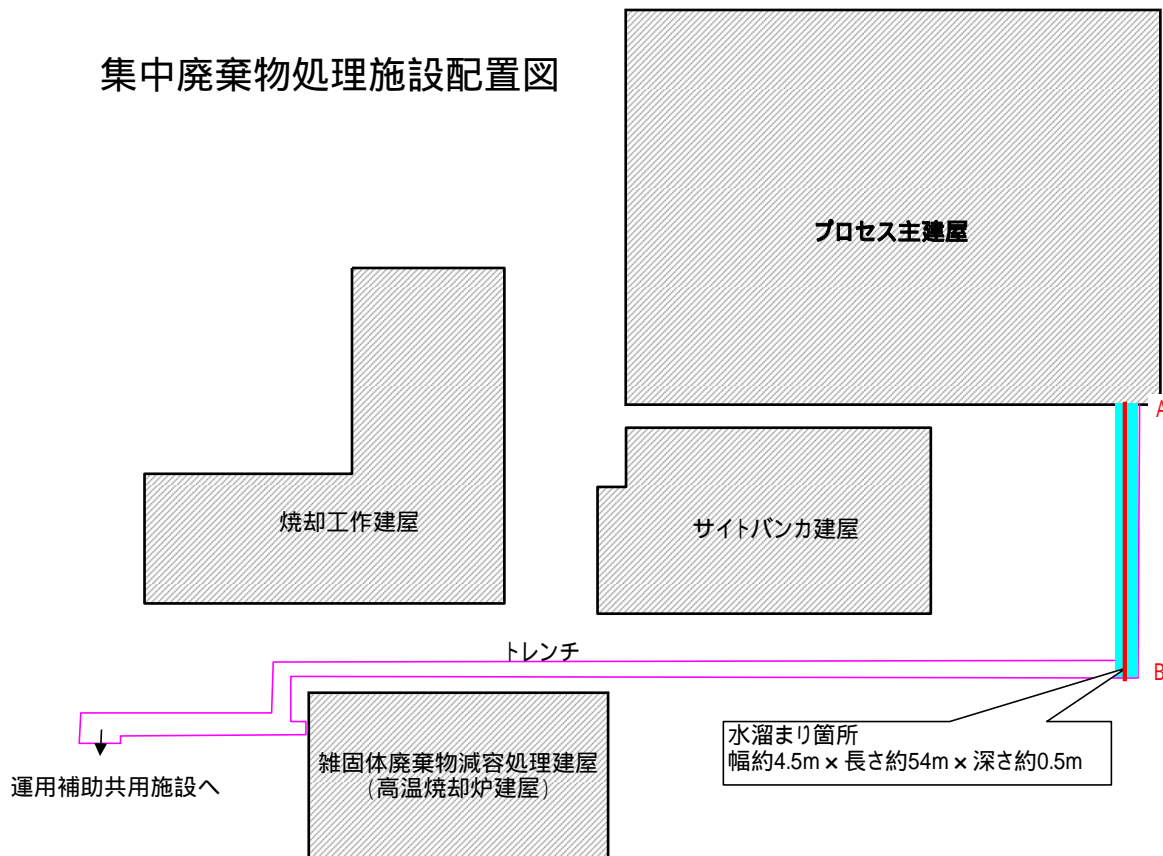 集中廃棄物処理施設配置図
プロセス主建屋
A
焼却工作建屋
サイトバンカ建屋
トレンチ
B
水溜まり箇所
幅約4.5m×長さ約54m×深さ約0.5m
雑固体廃棄物減容処理建屋
(高温焼却炉建屋)
運用補助共用施設へ